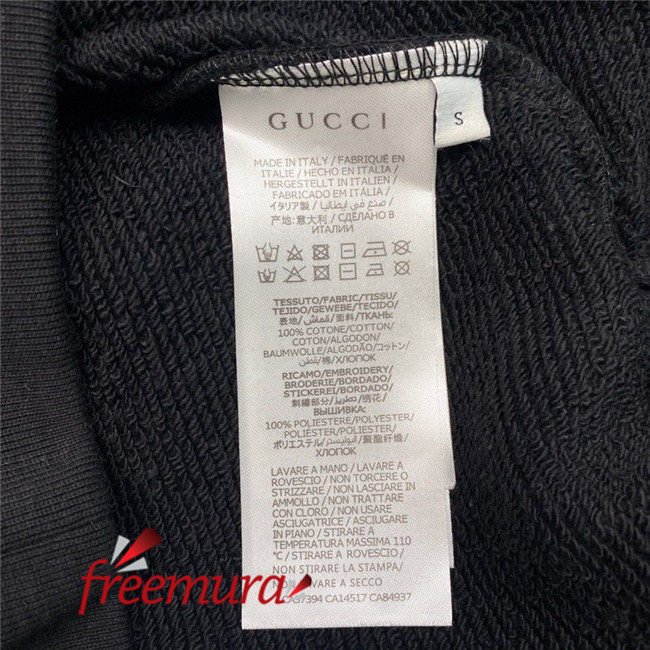 GUCCI
S
MADE IN ITALY / FABRIQUÉ EN
ITALIE / HECHO EN ITALIA /
HERGESTELLT IN ITALIEN /
FABRICADO EM ITÁLIA /
イタリア製 / صنع في ايطاليا /
产地: 意大利 / СДЕЛАНО В
ИТАЛИИ
TESSUTO/FABRIC/TISSU/
TEJIDO/GEWEBE/TECIDO/
表地/قماش/面料/ТКАНЬ:
100% COTONE/COTTON/
COTON/ALGODON/
BAUMWOLLE/ALGODÃO/コットン/
قطن/棉/ХЛОПОК
RICAMO/EMBROIDERY/
BRODERIE/BORDADO/
STICKEREI/BORDADO/
刺繍部分/تطريز/绣花/
ВЫШИВКА:
100% POLIESTERE/POLYESTER/
POLIÉSTER/POLIÉSTER/
ポリエステル/البوليستر/聚酯纤维/
ХЛОПОК
LAVARE A MANO / LAVARE A
ROVESCIO / NON TORCERE O
STRIZZARE / NON LASCIARE IN
AMMOLLO / NON TRATTARE
CON CLORO / NON USARE
ASCIUGATRICE / ASCIUGARE
IN PIANO / STIRARE A
TEMPERATURA MASSIMA 110
°C / STIRARE A ROVESCIO /
NON STIRARE LA STAMPA/
NON LAVARE A SECCO
CA37394 CA14517 CA84937
freemura